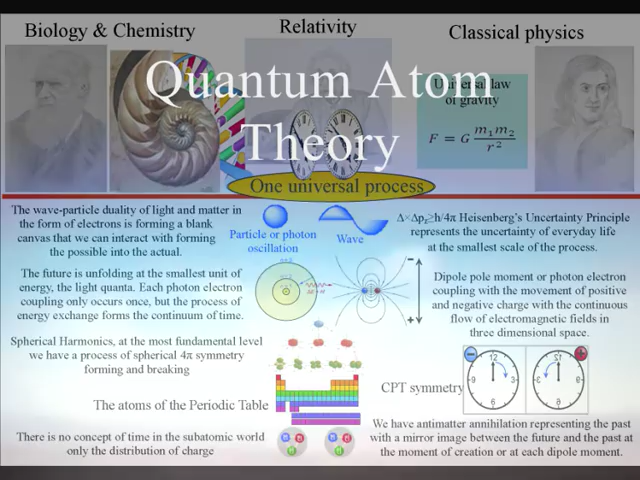 Biology & Chemistry
Relativity
Classical physics
Quantum Atom
Theory
Universal law
of gravity
F = G m₁m₂ / r²
One universal process
The wave-particle duality of light and matter in
the form of electrons is forming a blank
canvas that we can interact with forming
the possible into the actual.
Particle or photon
oscillation
Wave
Δ×Δpₓ≥h/4π Heisenberg's Uncertainty Principle
represents the uncertainty of everyday life
at the smallest scale of the process.
The future is unfolding at the smallest unit of
energy, the light quanta. Each photon electron
coupling only occurs once, but the process of
energy exchange forms the continuum of time.
Dipole pole moment or photon electron
coupling with the movement of positive
and negative charge with the continuous
flow of electromagnetic fields in
three dimensional space.
Spherical Harmonics, at the most fundamental level
we have a process of spherical 4π symmetry
forming and breaking
The atoms of the Periodic Table
CPT symmetry
12
3
6
9
12
3
6
9
There is no concept of time in the subatomic world
only the distribution of charge
We have antimatter annihilation representing the past
with a mirror image between the future and the past at
the moment of creation or at each dipole moment.